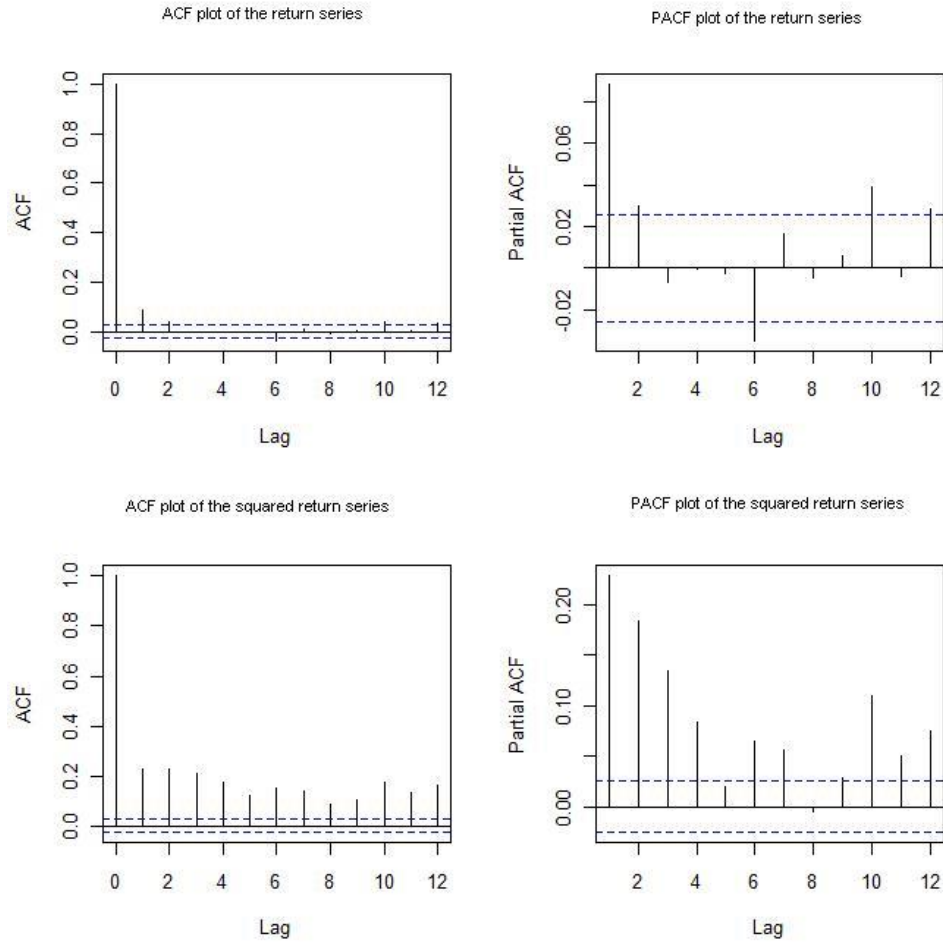 ACF plot of the return series
PACF plot of the return series
ACF
0.0 0.2 0.4 0.6 0.8 1.0
0 2 4 6 8 10 12
Lag
Partial ACF
-0.02 0.02 0.06
2 4 6 8 10 12
Lag
ACF plot of the squared return series
PACF plot of the squared return series
ACF
0.0 0.2 0.4 0.6 0.8 1.0
0 2 4 6 8 10 12
Lag
Partial ACF
0.00 0.10 0.20
2 4 6 8 10 12
Lag